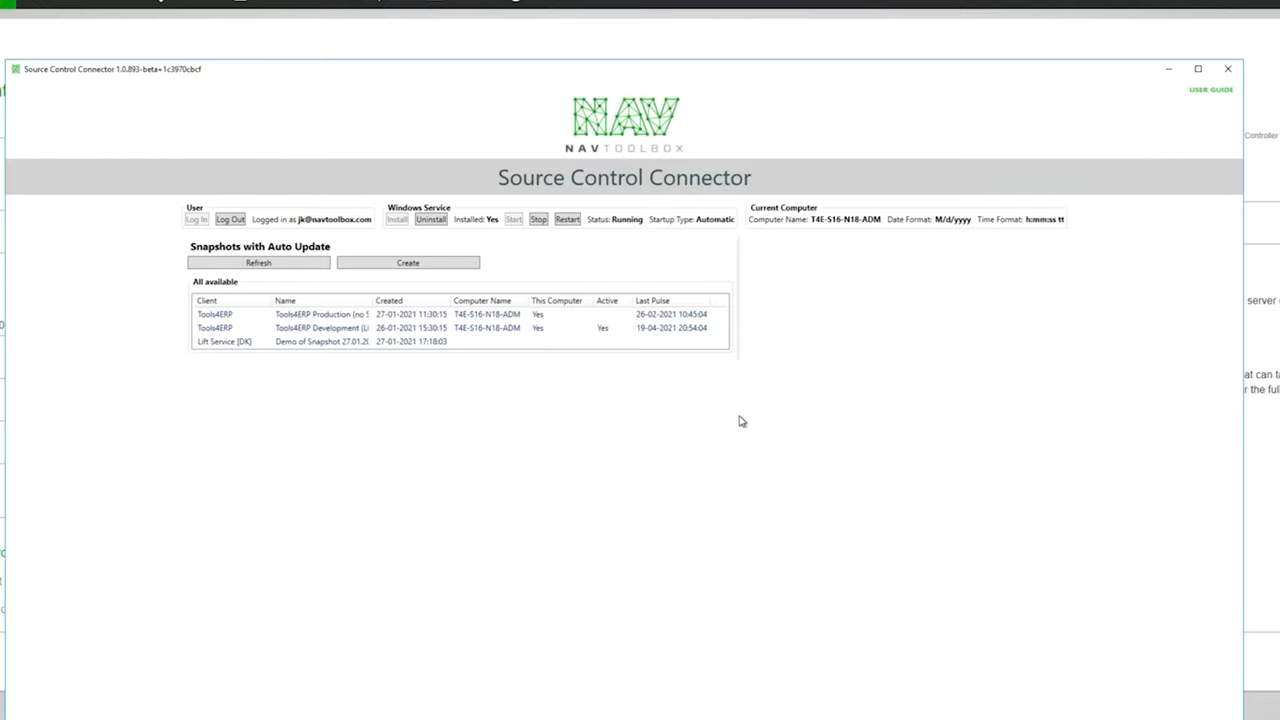 Source Control Connector 1.0.893-beta+1c3970cbcf
USER GUIDE
NAV
NAVTOOLBOX
Source Control Connector
User
Log In Log Out Logged in as jk@navtoolbox.com
Windows Service
Install Uninstall Installed: Yes Start Stop Restart Status: Running Startup Type: Automatic
Current Computer
Computer Name: T4E-S16-N18-ADM Date Format: M/d/yyyy Time Format: h:mm:ss tt
Controller
Snapshots with Auto Update
Refresh Create
All available
Client Name Created Computer Name This Computer Active Last Pulse
Tools4ERP Tools4ERP Production (no 27-01-2021 11:30:15 T4E-S16-N18-ADM Yes 26-02-2021 10:45:04
Tools4ERP Tools4ERP Development (Li 26-01-2021 15:30:15 T4E-S16-N18-ADM Yes Yes 19-04-2021 20:54:04
Lift Service [DK] Demo of Snapshot 27.01.20 27-01-2021 17:18:03
server
at can
r the ful